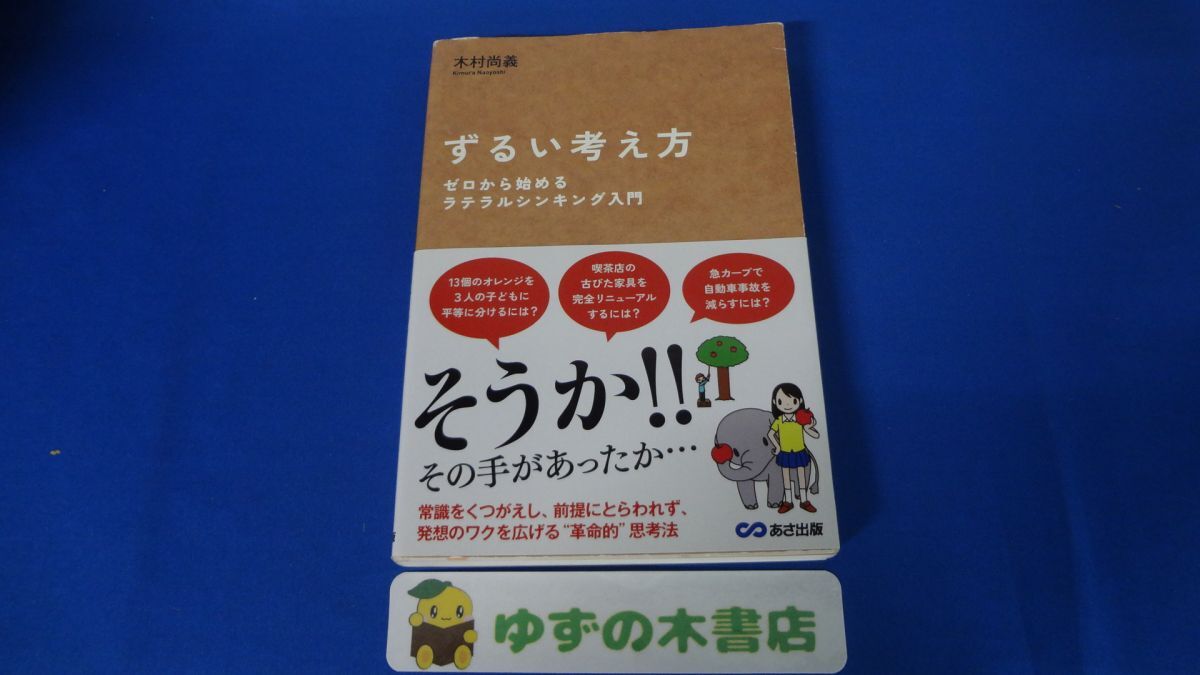 木村尚義
Kimura Naoyoshi
ずるい考え方
ゼロから始める
ラテラルシンキング入門
13個のオレンジを
3人の子どもに
平等に分けるには?
喫茶店の
古びた家具を
完全リニューアル
するには?
急カーブで
自動車事故を
減らすには?
そうか!!
その手があったか…
常識をくつがえし、前提にとらわれず、
発想のワクを広げる“革命的”思考法
あさ出版
ゆずの木書店